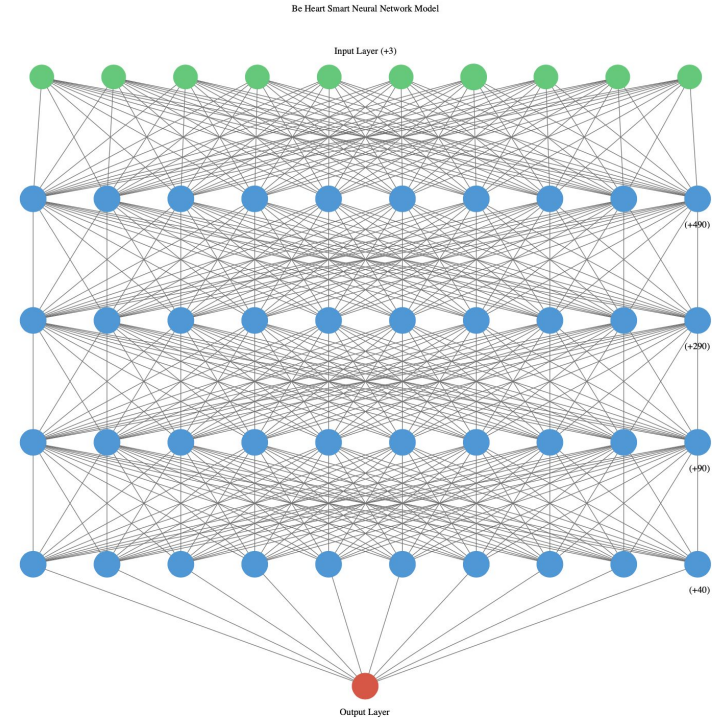 Be Heart Smart Neural Network Model
Input Layer (+3)
(+490)
(+290)
(+90)
(+40)
Output Layer